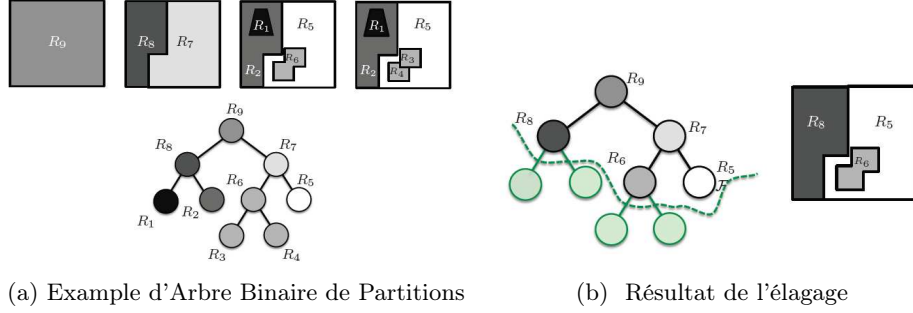 R9
R8 R7
R1 R5 R2 R6
R1 R5 R3 R2 R4
R9
R8 R7
R6 R5
R1 R2
R3 R4
R9
R8 R7
R6 R5
F
R8 R5
R6
(a) Example d'Arbre Binaire de Partitions
(b) Résultat de l'élagage